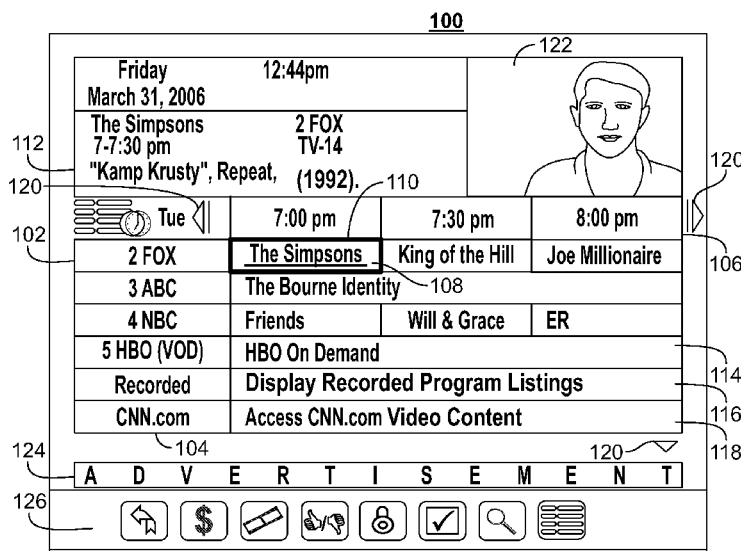 100
122
Friday 12:44pm
March 31, 2006
The Simpsons 2 FOX
7-7:30 pm TV-14
"Kamp Krusty", Repeat, (1992).
112
120
110
120
Tue 7:00 pm 7:30 pm 8:00 pm
102
106
2 FOX The Simpsons King of the Hill Joe Millionaire
108
3 ABC The Bourne Identity
4 NBC Friends Will & Grace ER
5 HBO (VOD) HBO On Demand
114
Recorded Display Recorded Program Listings
116
CNN.com Access CNN.com Video Content
118
104
120
124
A D V E R T I S E M E N T
126
$